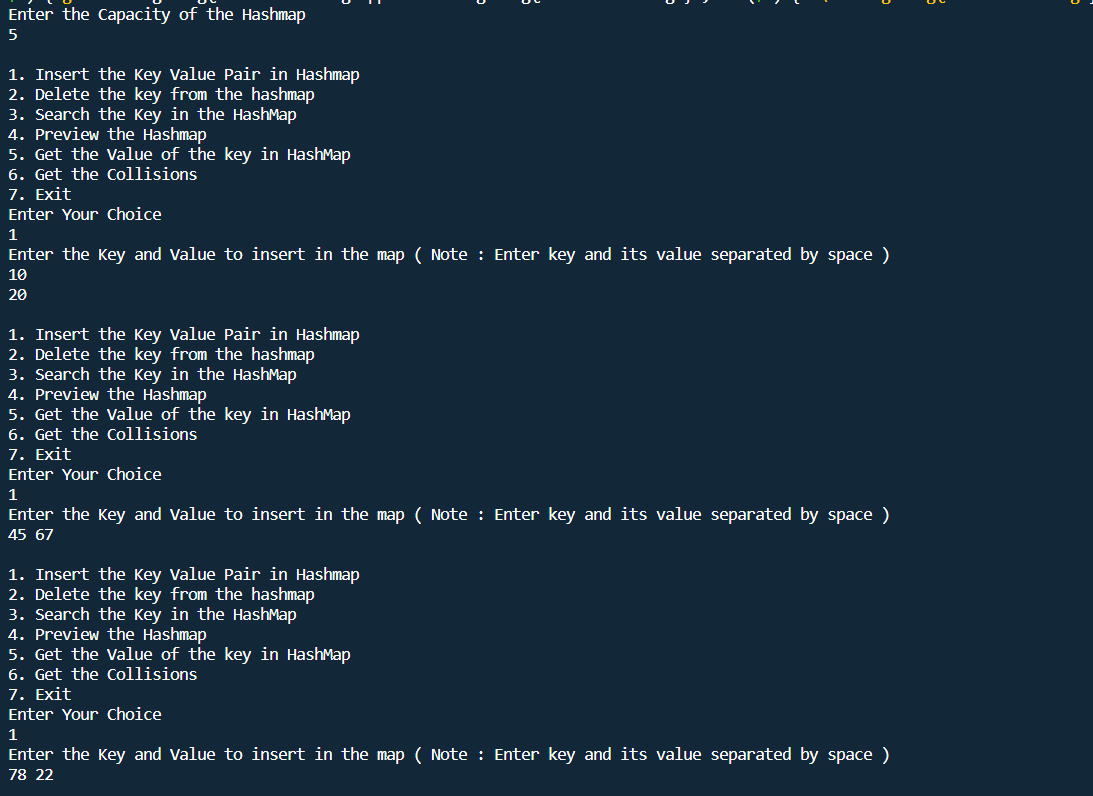 Enter the Capacity of the Hashmap
5
1. Insert the Key Value Pair in Hashmap
2. Delete the key from the hashmap
3. Search the Key in the HashMap
4. Preview the Hashmap
5. Get the Value of the key in HashMap
6. Get the Collisions
7. Exit
Enter Your Choice
1
Enter the Key and Value to insert in the map ( Note : Enter key and its value separated by space )
10
20
1. Insert the Key Value Pair in Hashmap
2. Delete the key from the hashmap
3. Search the Key in the HashMap
4. Preview the Hashmap
5. Get the Value of the key in HashMap
6. Get the Collisions
7. Exit
Enter Your Choice
1
Enter the Key and Value to insert in the map ( Note : Enter key and its value separated by space )
45 67
1. Insert the Key Value Pair in Hashmap
2. Delete the key from the hashmap
3. Search the Key in the HashMap
4. Preview the Hashmap
5. Get the Value of the key in HashMap
6. Get the Collisions
7. Exit
Enter Your Choice
1
Enter the Key and Value to insert in the map ( Note : Enter key and its value separated by space )
78 22